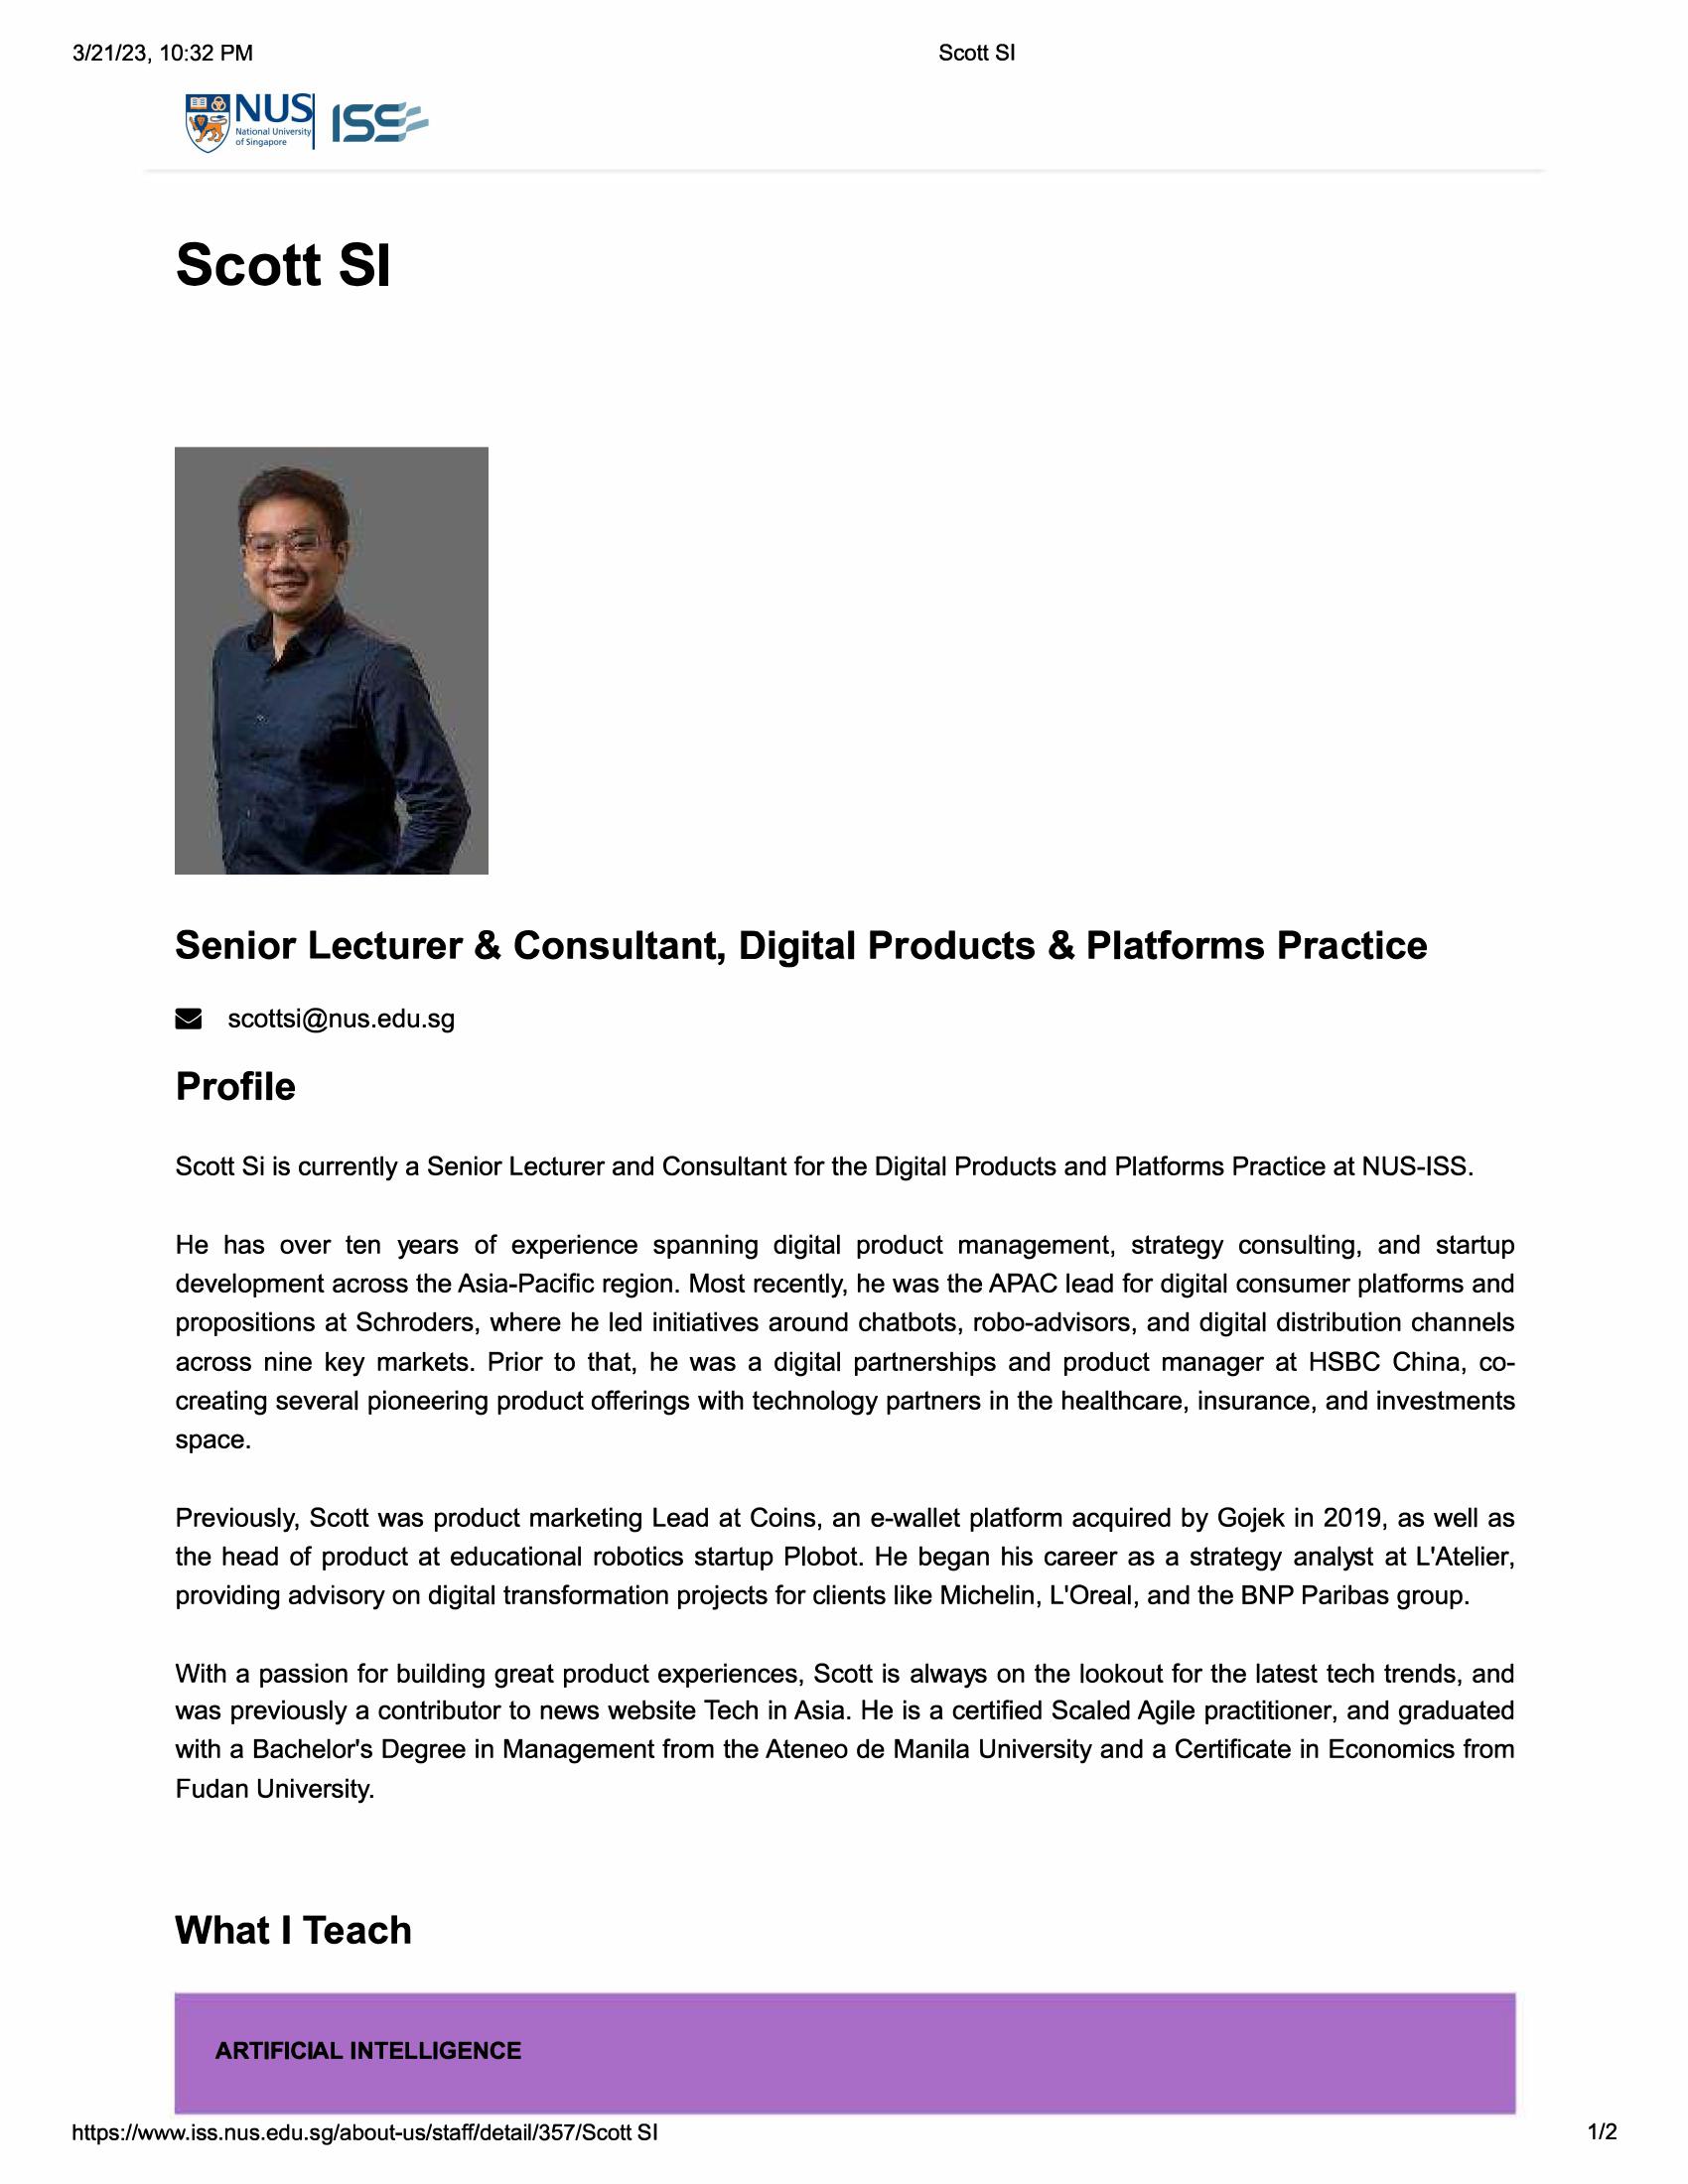 3/21/23, 10:32 PM
Scott SI
NUS
National University
of Singapore
ISS
Scott SI
Senior Lecturer & Consultant, Digital Products & Platforms Practice
scottsi@nus.edu.sg
Profile
Scott Si is currently a Senior Lecturer and Consultant for the Digital Products and Platforms Practice at NUS-ISS.
He has over ten years of experience spanning digital product management, strategy consulting, and startup
development across the Asia-Pacific region. Most recently, he was the APAC lead for digital consumer platforms and
propositions at Schroders, where he led initiatives around chatbots, robo-advisors, and digital distribution channels
across nine key markets. Prior to that, he was a digital partnerships and product manager at HSBC China, co-
creating several pioneering product offerings with technology partners in the healthcare, insurance, and investments
space.
Previously, Scott was product marketing Lead at Coins, an e-wallet platform acquired by Gojek in 2019, as well as
the head of product at educational robotics startup Plobot. He began his career as a strategy analyst at L'Atelier,
providing advisory on digital transformation projects for clients like Michelin, L'Oreal, and the BNP Paribas group.
With a passion for building great product experiences, Scott is always on the lookout for the latest tech trends, and
was previously a contributor to news website Tech in Asia. He is a certified Scaled Agile practitioner, and graduated
with a Bachelor's Degree in Management from the Ateneo de Manila University and a Certificate in Economics from
Fudan University.
What I Teach
ARTIFICIAL INTELLIGENCE
https://www.iss.nus.edu.sg/about-us/staff/detail/357/Scott SI
1/2